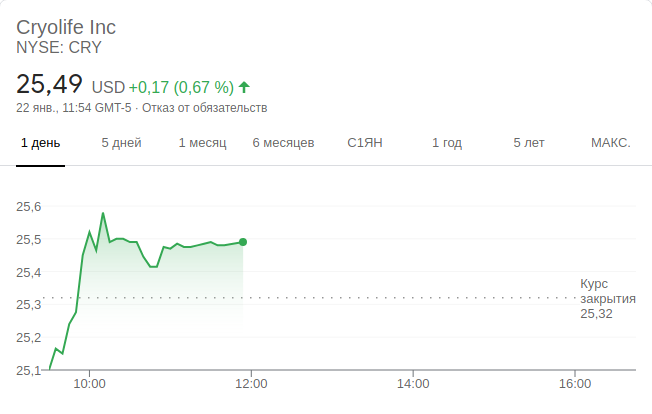 Cryolife Inc
NYSE: CRY
25,49 USD +0,17 (0,67 %)
22 янв., 11:54 GMT-5 · Отказ от обязательств
1 день 5 дней 1 месяц 6 месяцев С1ЯН 1 год 5 лет МАКС.
25,6
25,5
25,4
25,3
25,2
25,1
Курс
закрытия
25,32
10:00 12:00 14:00 16:00